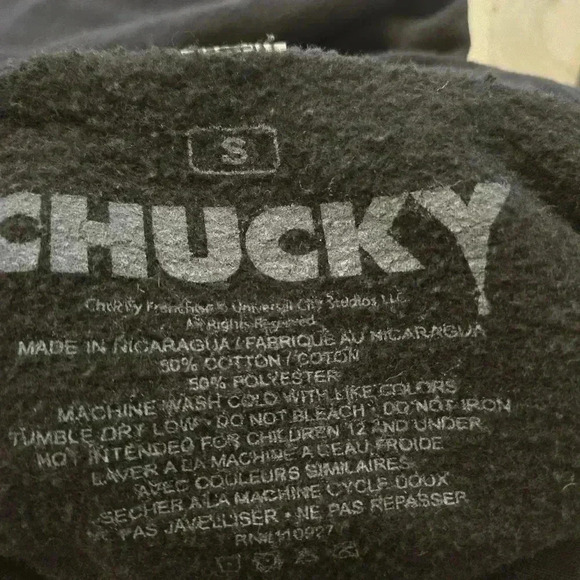 S
CHUCKY
Chucky Franchise © Universal City Studios LLC.
All Rights Reserved.
MADE IN NICARAGUA / FABRIQUE AU NICARAGUA
50% COTTON / COTON
50% POLYESTER
MACHINE WASH COLD WITH LIKE COLORS
TUMBLE DRY LOW • DO NOT BLEACH • DO NOT IRON
NOT INTENDED FOR CHILDREN 12 AND UNDER
LAVER A LA MACHINE A L'EAU FROIDE
AVEC COULEURS SIMILAIRES
SECHER A LA MACHINE CYCLE DOUX
NE PAS JAVELLISER • NE PAS REPASSER
RN# 110927